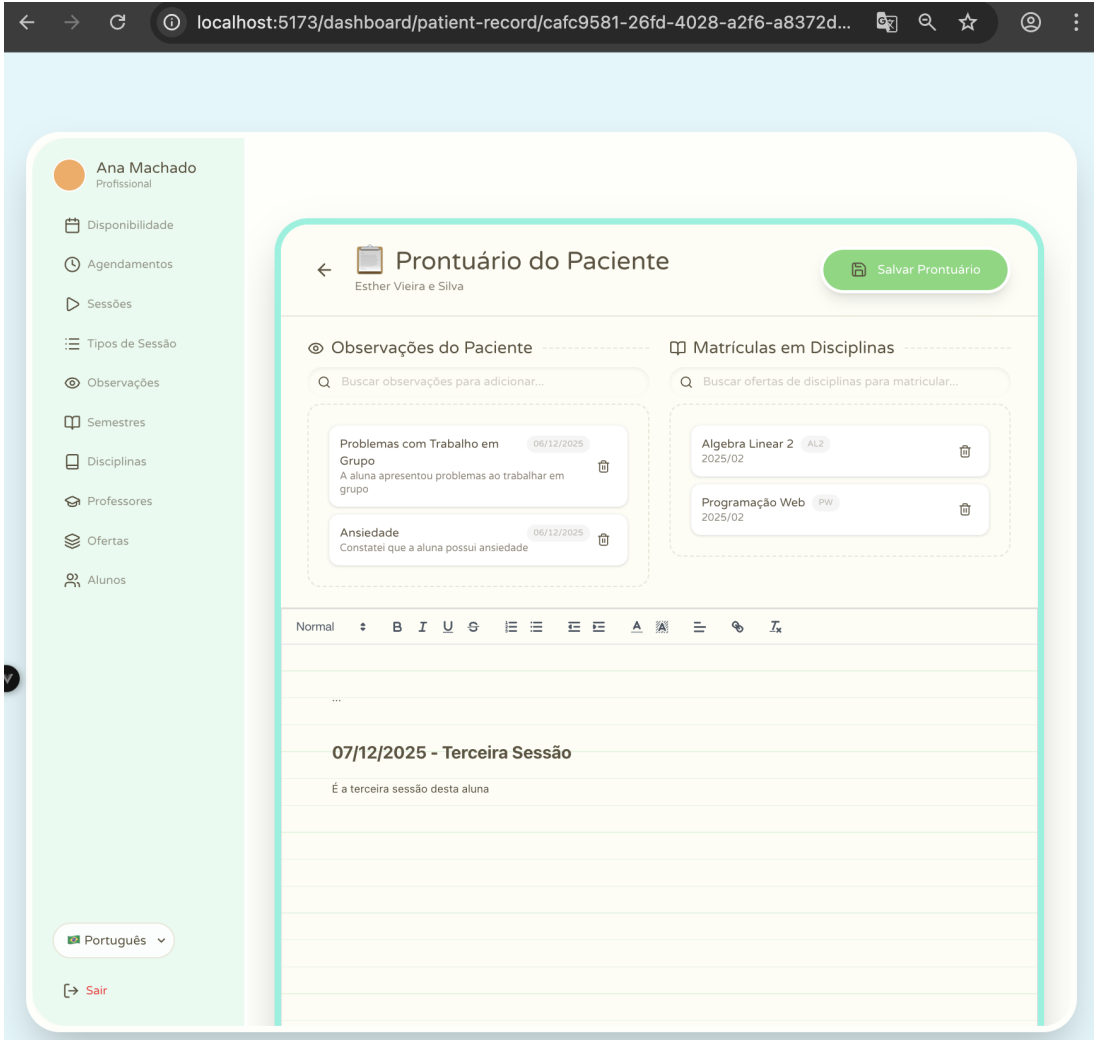 localhost:5173/dashboard/patient-record/cafc9581-26fd-4028-a2f6-a8372d...
Ana Machado
Profissional
Disponibilidade
Agendamentos
Sessões
Tipos de Sessão
Observações
Semestres
Disciplinas
Professores
Ofertas
Alunos
Português
Sair
Prontuário do Paciente
Esther Vieira e Silva
Salvar Prontuário
Observações do Paciente
Buscar observações para adicionar...
Problemas com Trabalho em 06/12/2025
Grupo
A aluna apresentou problemas ao trabalhar em
grupo
Ansiedade 06/12/2025
Constatei que a aluna possui ansiedade
Matrículas em Disciplinas
Buscar ofertas de disciplinas para matricular...
Algebra Linear 2 AL2
2025/02
Programação Web PW
2025/02
Normal
...
07/12/2025 - Terceira Sessão
É a terceira sessão desta aluna